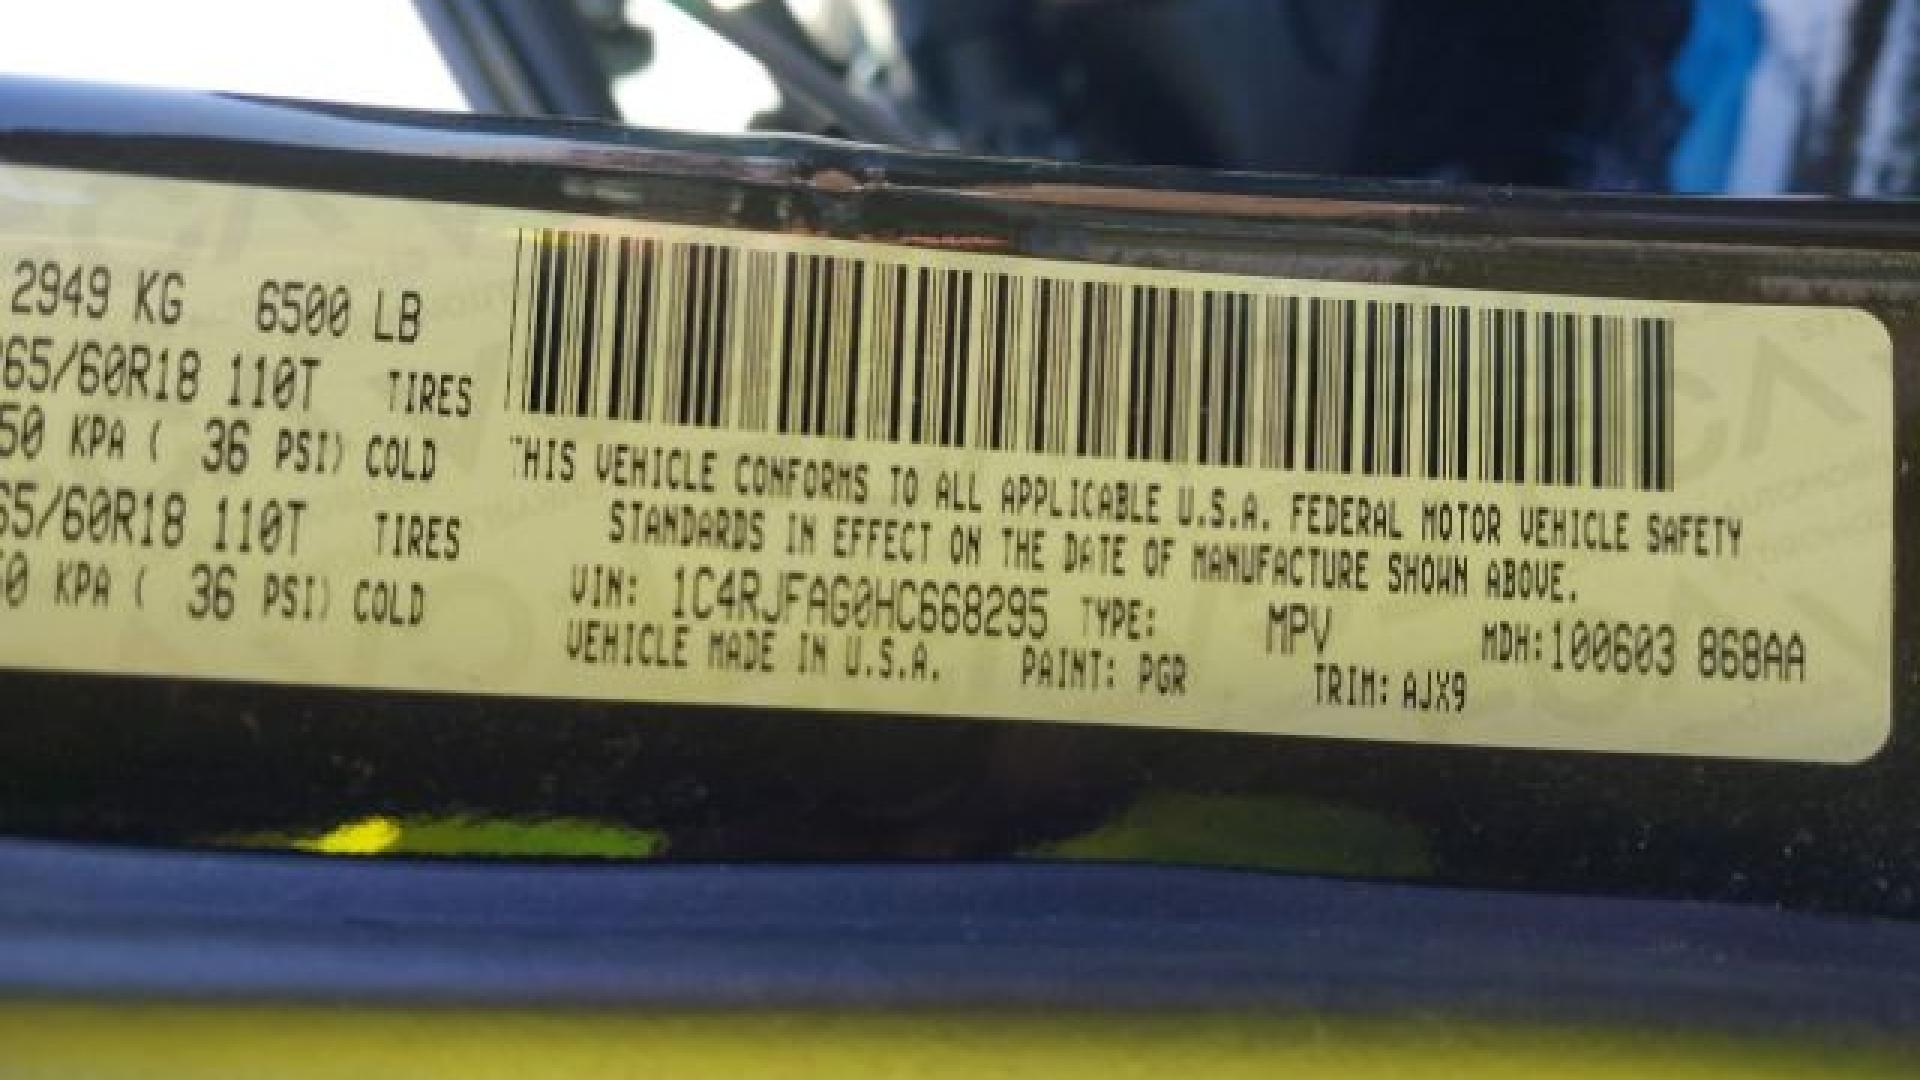 2949 KG 6500 LB
265/60R18 110T TIRES
50 KPA ( 36 PSI) COLD
65/60R18 110T TIRES
50 KPA ( 36 PSI) COLD
THIS VEHICLE CONFORMS TO ALL APPLICABLE U.S.A. FEDERAL MOTOR VEHICLE SAFETY
STANDARDS IN EFFECT ON THE DATE OF MANUFACTURE SHOWN ABOVE.
VIN: 1C4RJFAG0HC668295 TYPE: MPV MDH:100603 868AA
VEHICLE MADE IN U.S.A. PAINT: PGR TRIM: AJX9